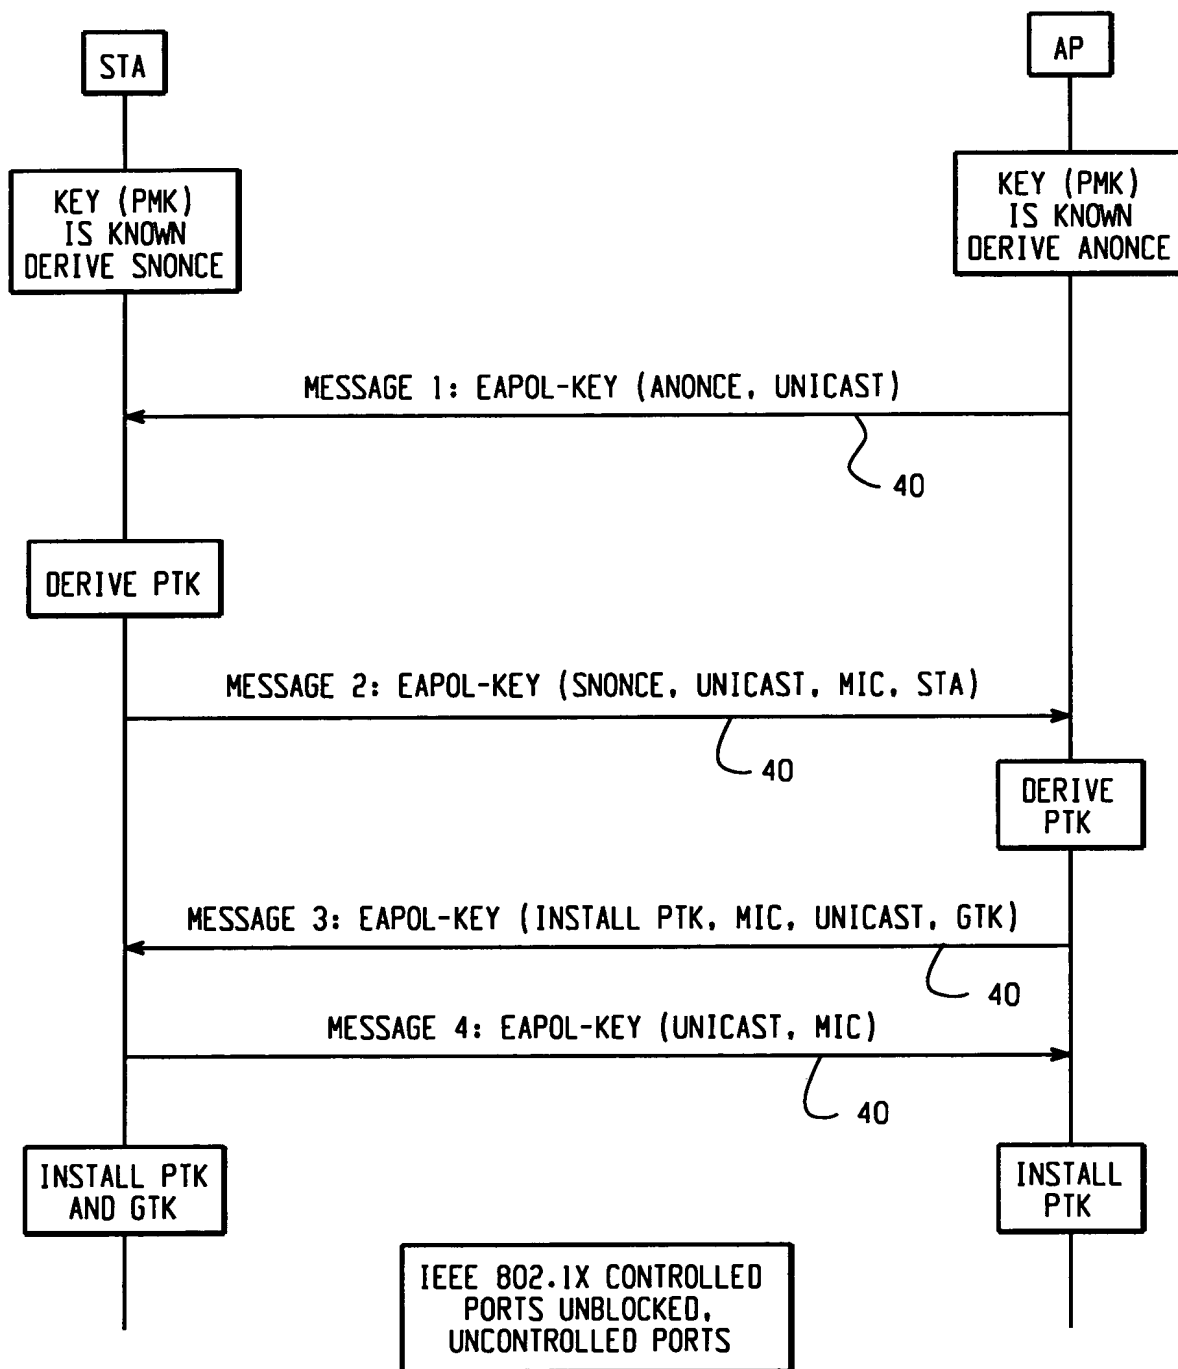 STA
AP
KEY (PMK)
IS KNOWN
DERIVE SNONCE
KEY (PMK)
IS KNOWN
DERIVE ANONCE
MESSAGE 1: EAPOL-KEY (ANONCE, UNICAST)
40
DERIVE PTK
MESSAGE 2: EAPOL-KEY (SNONCE, UNICAST, MIC, STA)
40
DERIVE
PTK
MESSAGE 3: EAPOL-KEY (INSTALL PTK, MIC, UNICAST, GTK)
40
MESSAGE 4: EAPOL-KEY (UNICAST, MIC)
40
INSTALL PTK
AND GTK
INSTALL
PTK
IEEE 802.1X CONTROLLED
PORTS UNBLOCKED,
UNCONTROLLED PORTS